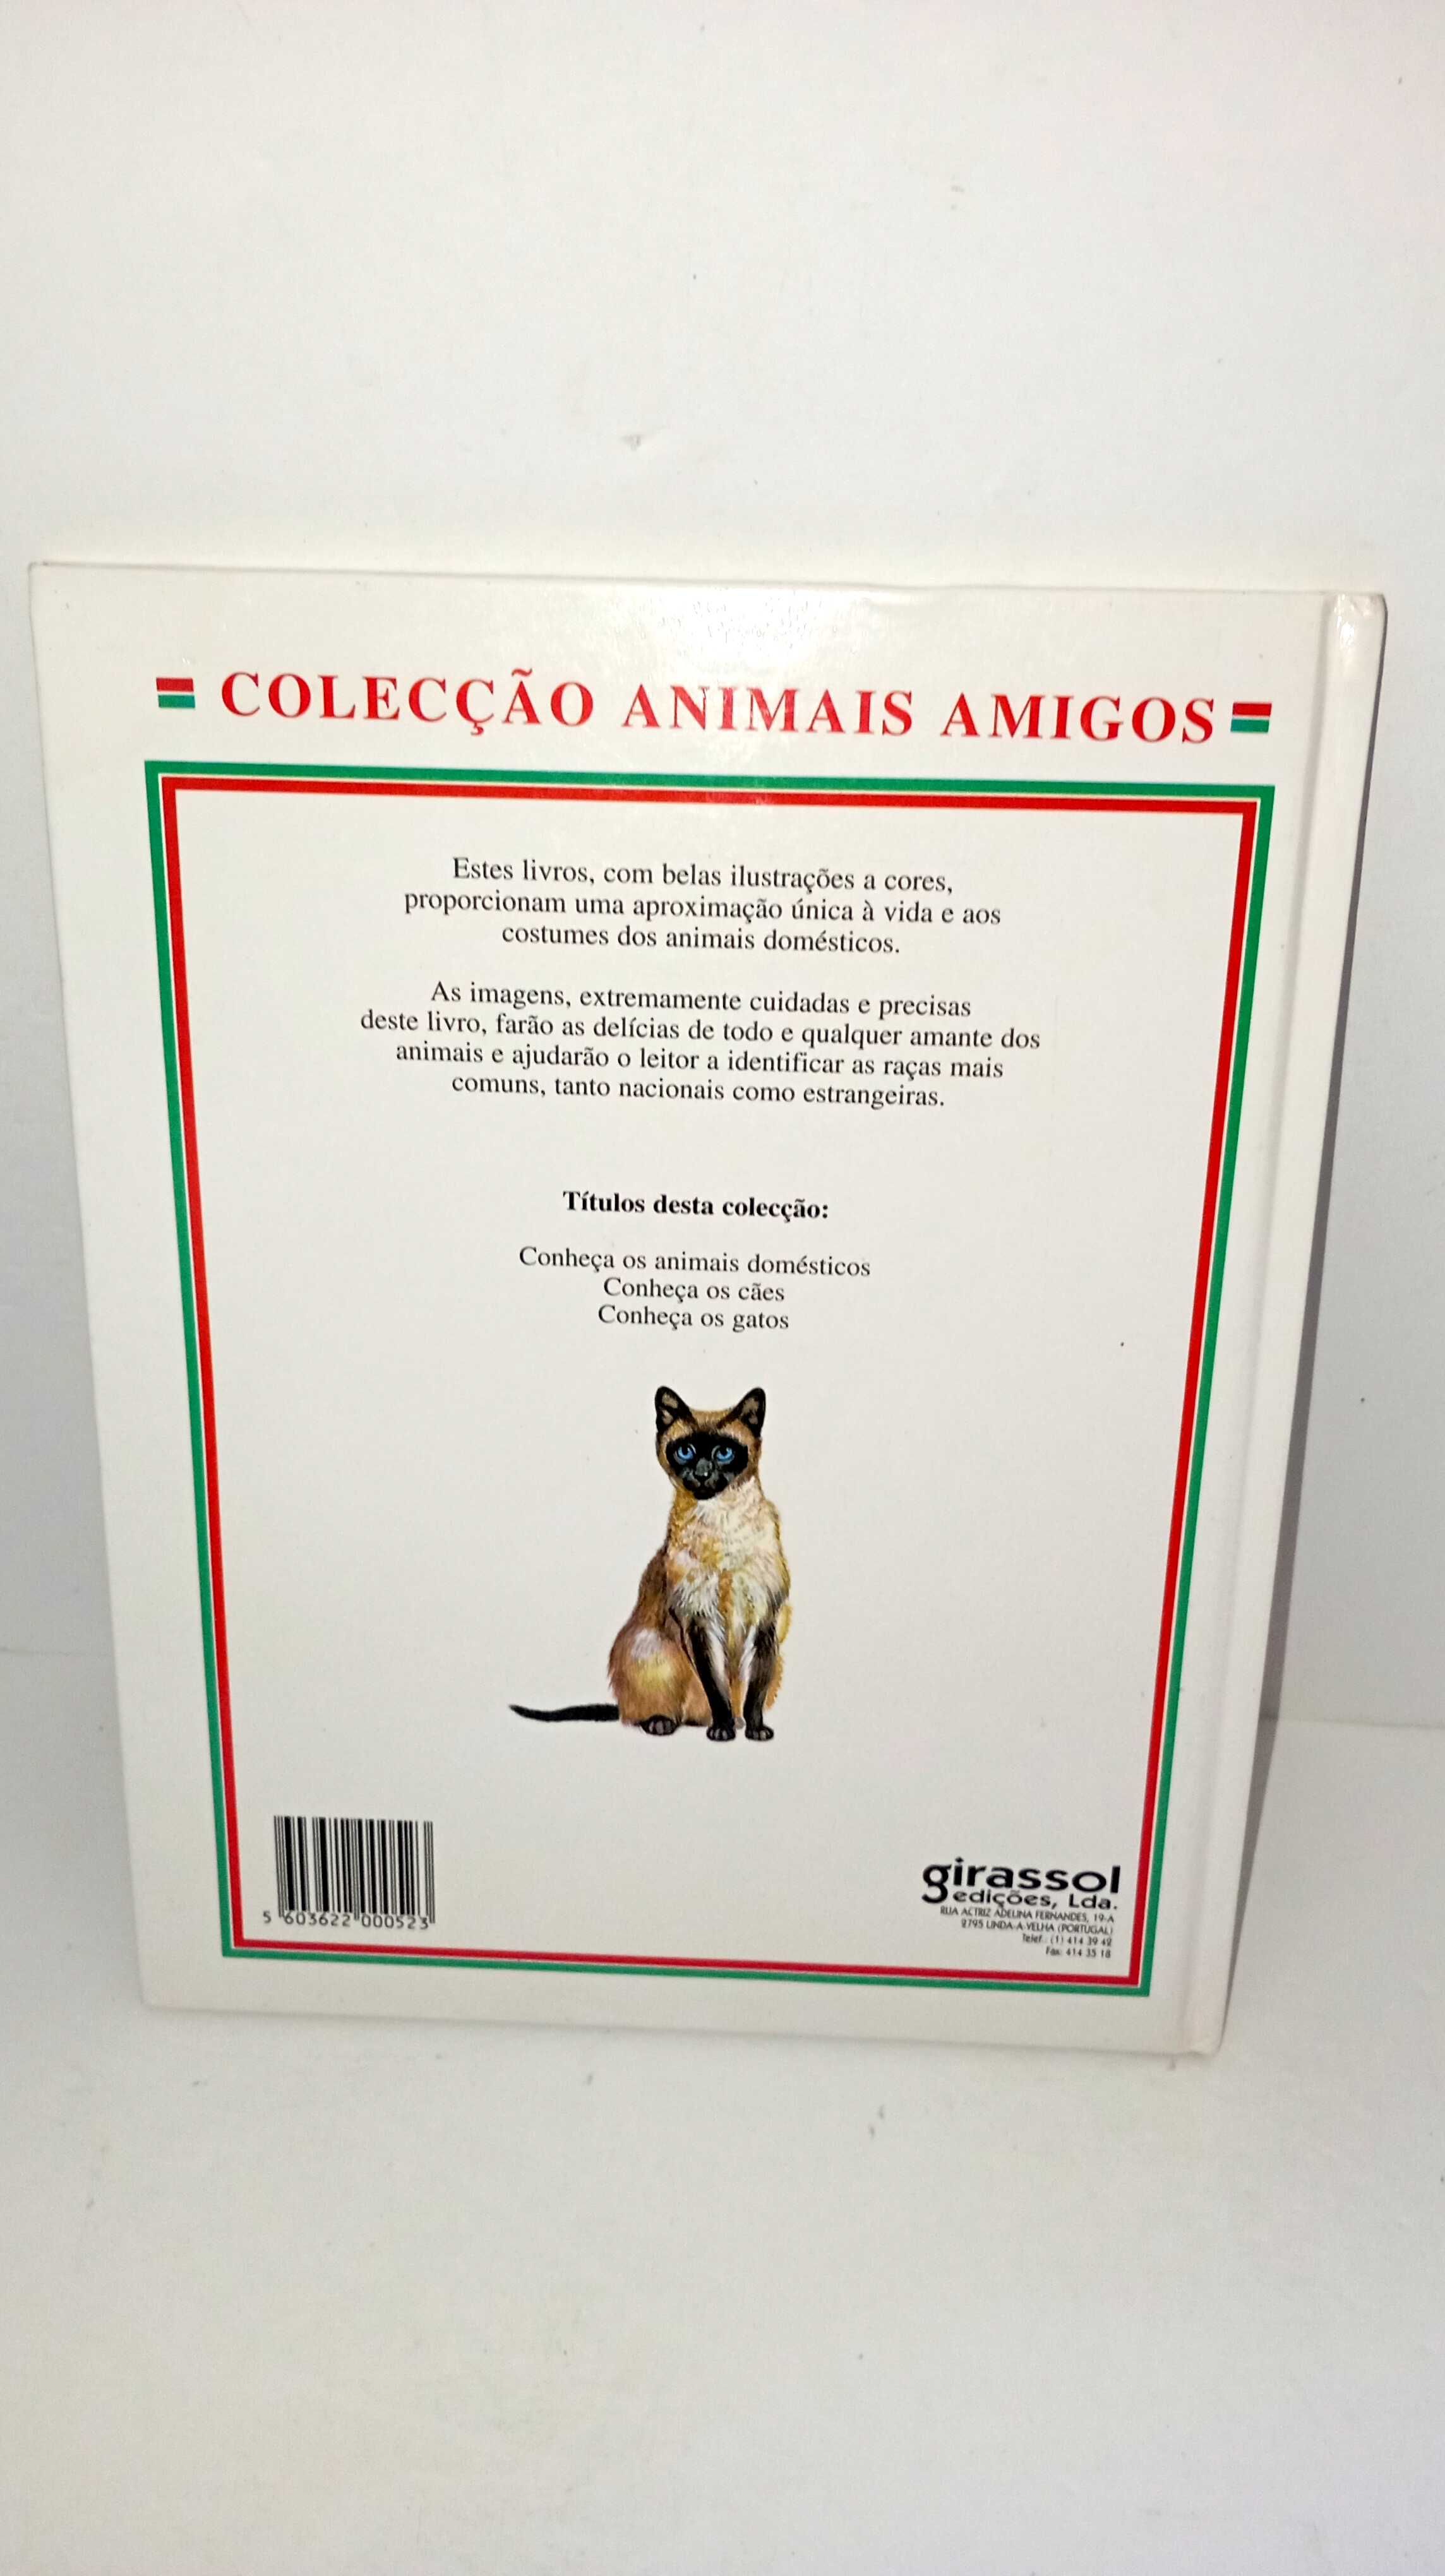 COLECÇÃO ANIMAIS AMIGOS
Estes livros, com belas ilustrações a cores,
proporcionam uma aproximação única à vida e aos
costumes dos animais domésticos.
As imagens, extremamente cuidadas e precisas
deste livro, farão as delícias de todo e qualquer amante dos
animais e ajudarão o leitor a identificar as raças mais
comuns, tanto nacionais como estrangeiras.
Títulos desta colecção:
Conheça os animais domésticos
Conheça os cães
Conheça os gatos
5 603622 000523
girassol
edições, Lda.
RUA ACTRIZ ADELINA FERNANDES, 19-A
2795 LINDA-A-VELHA (PORTUGAL)
Telef.: (1) 414 39 42
Fax: 414 35 18